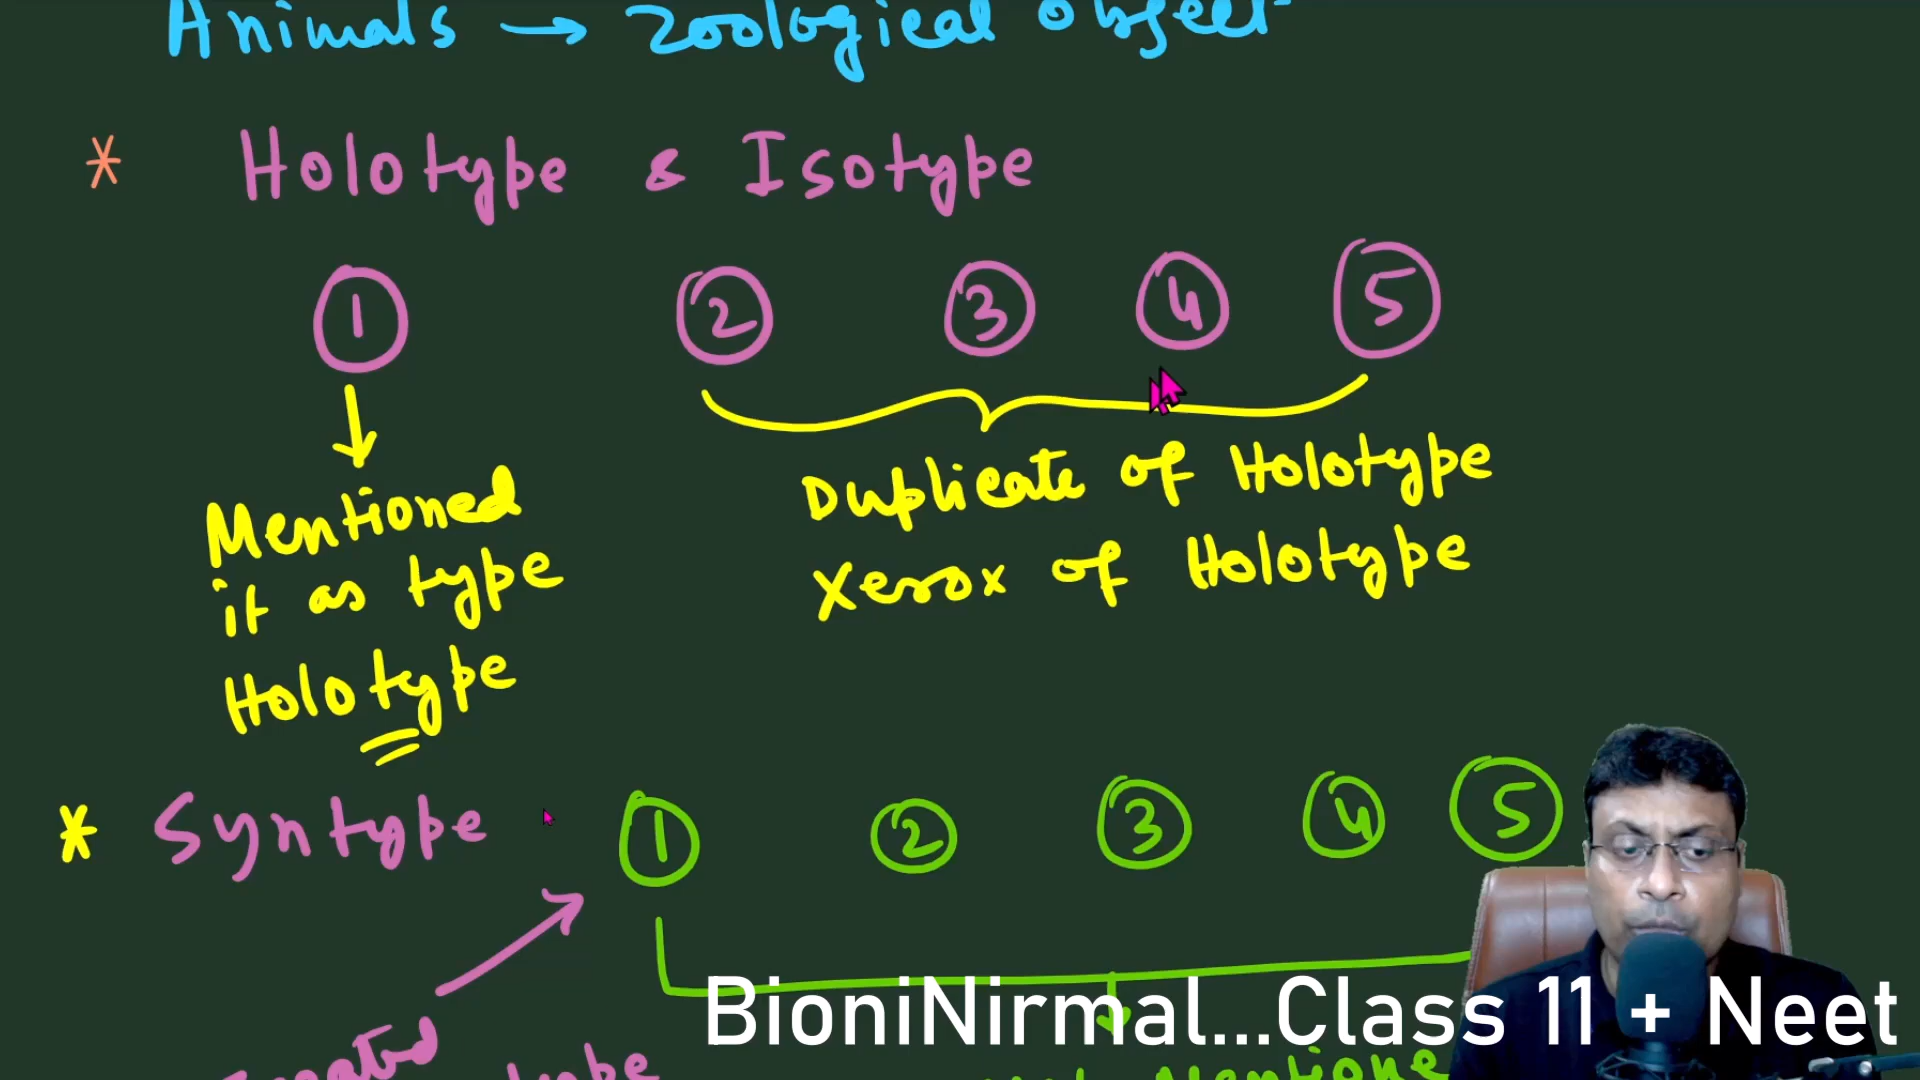 Animals → Zoological Object
* Holotype & Isotype
1 2 3 4 5
Mentioned
it as type
Holotype
Duplicate of Holotype
Xerox of Holotype
* Syntype 1 2 3 4 5
BioniNirmal...Class 11 + Neet
Mentione